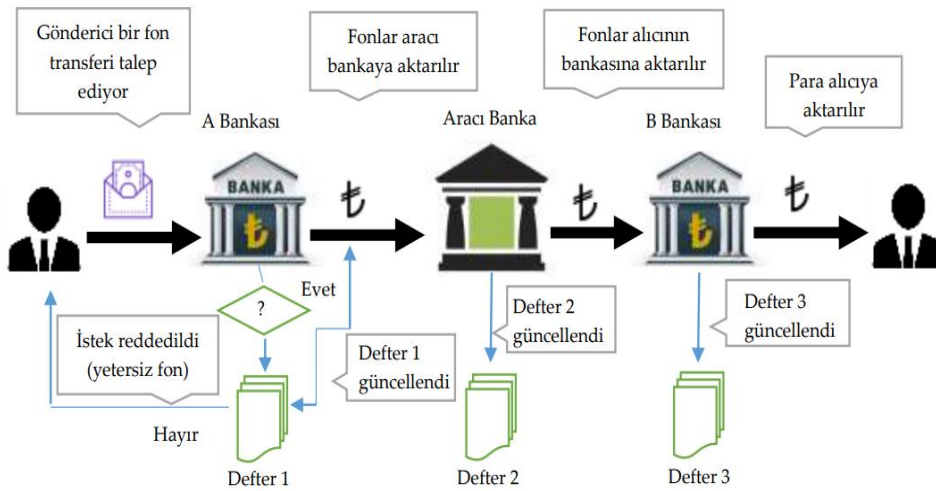 Gönderici bir fon
transferi talep
ediyor
Fonlar aracı
bankaya aktarılır
Fonlar alıcının
bankasına aktarılır
Para alıcıya
aktarılır
A Bankası
Aracı Banka
B Bankası
BANKA
₺
₺
₺
BANKA
₺
₺
Evet
?
İstek reddedildi
(yetersiz fon)
Defter 1
güncellendi
Defter 2
güncellendi
Defter 3
güncellendi
Hayır
Defter 1
Defter 2
Defter 3